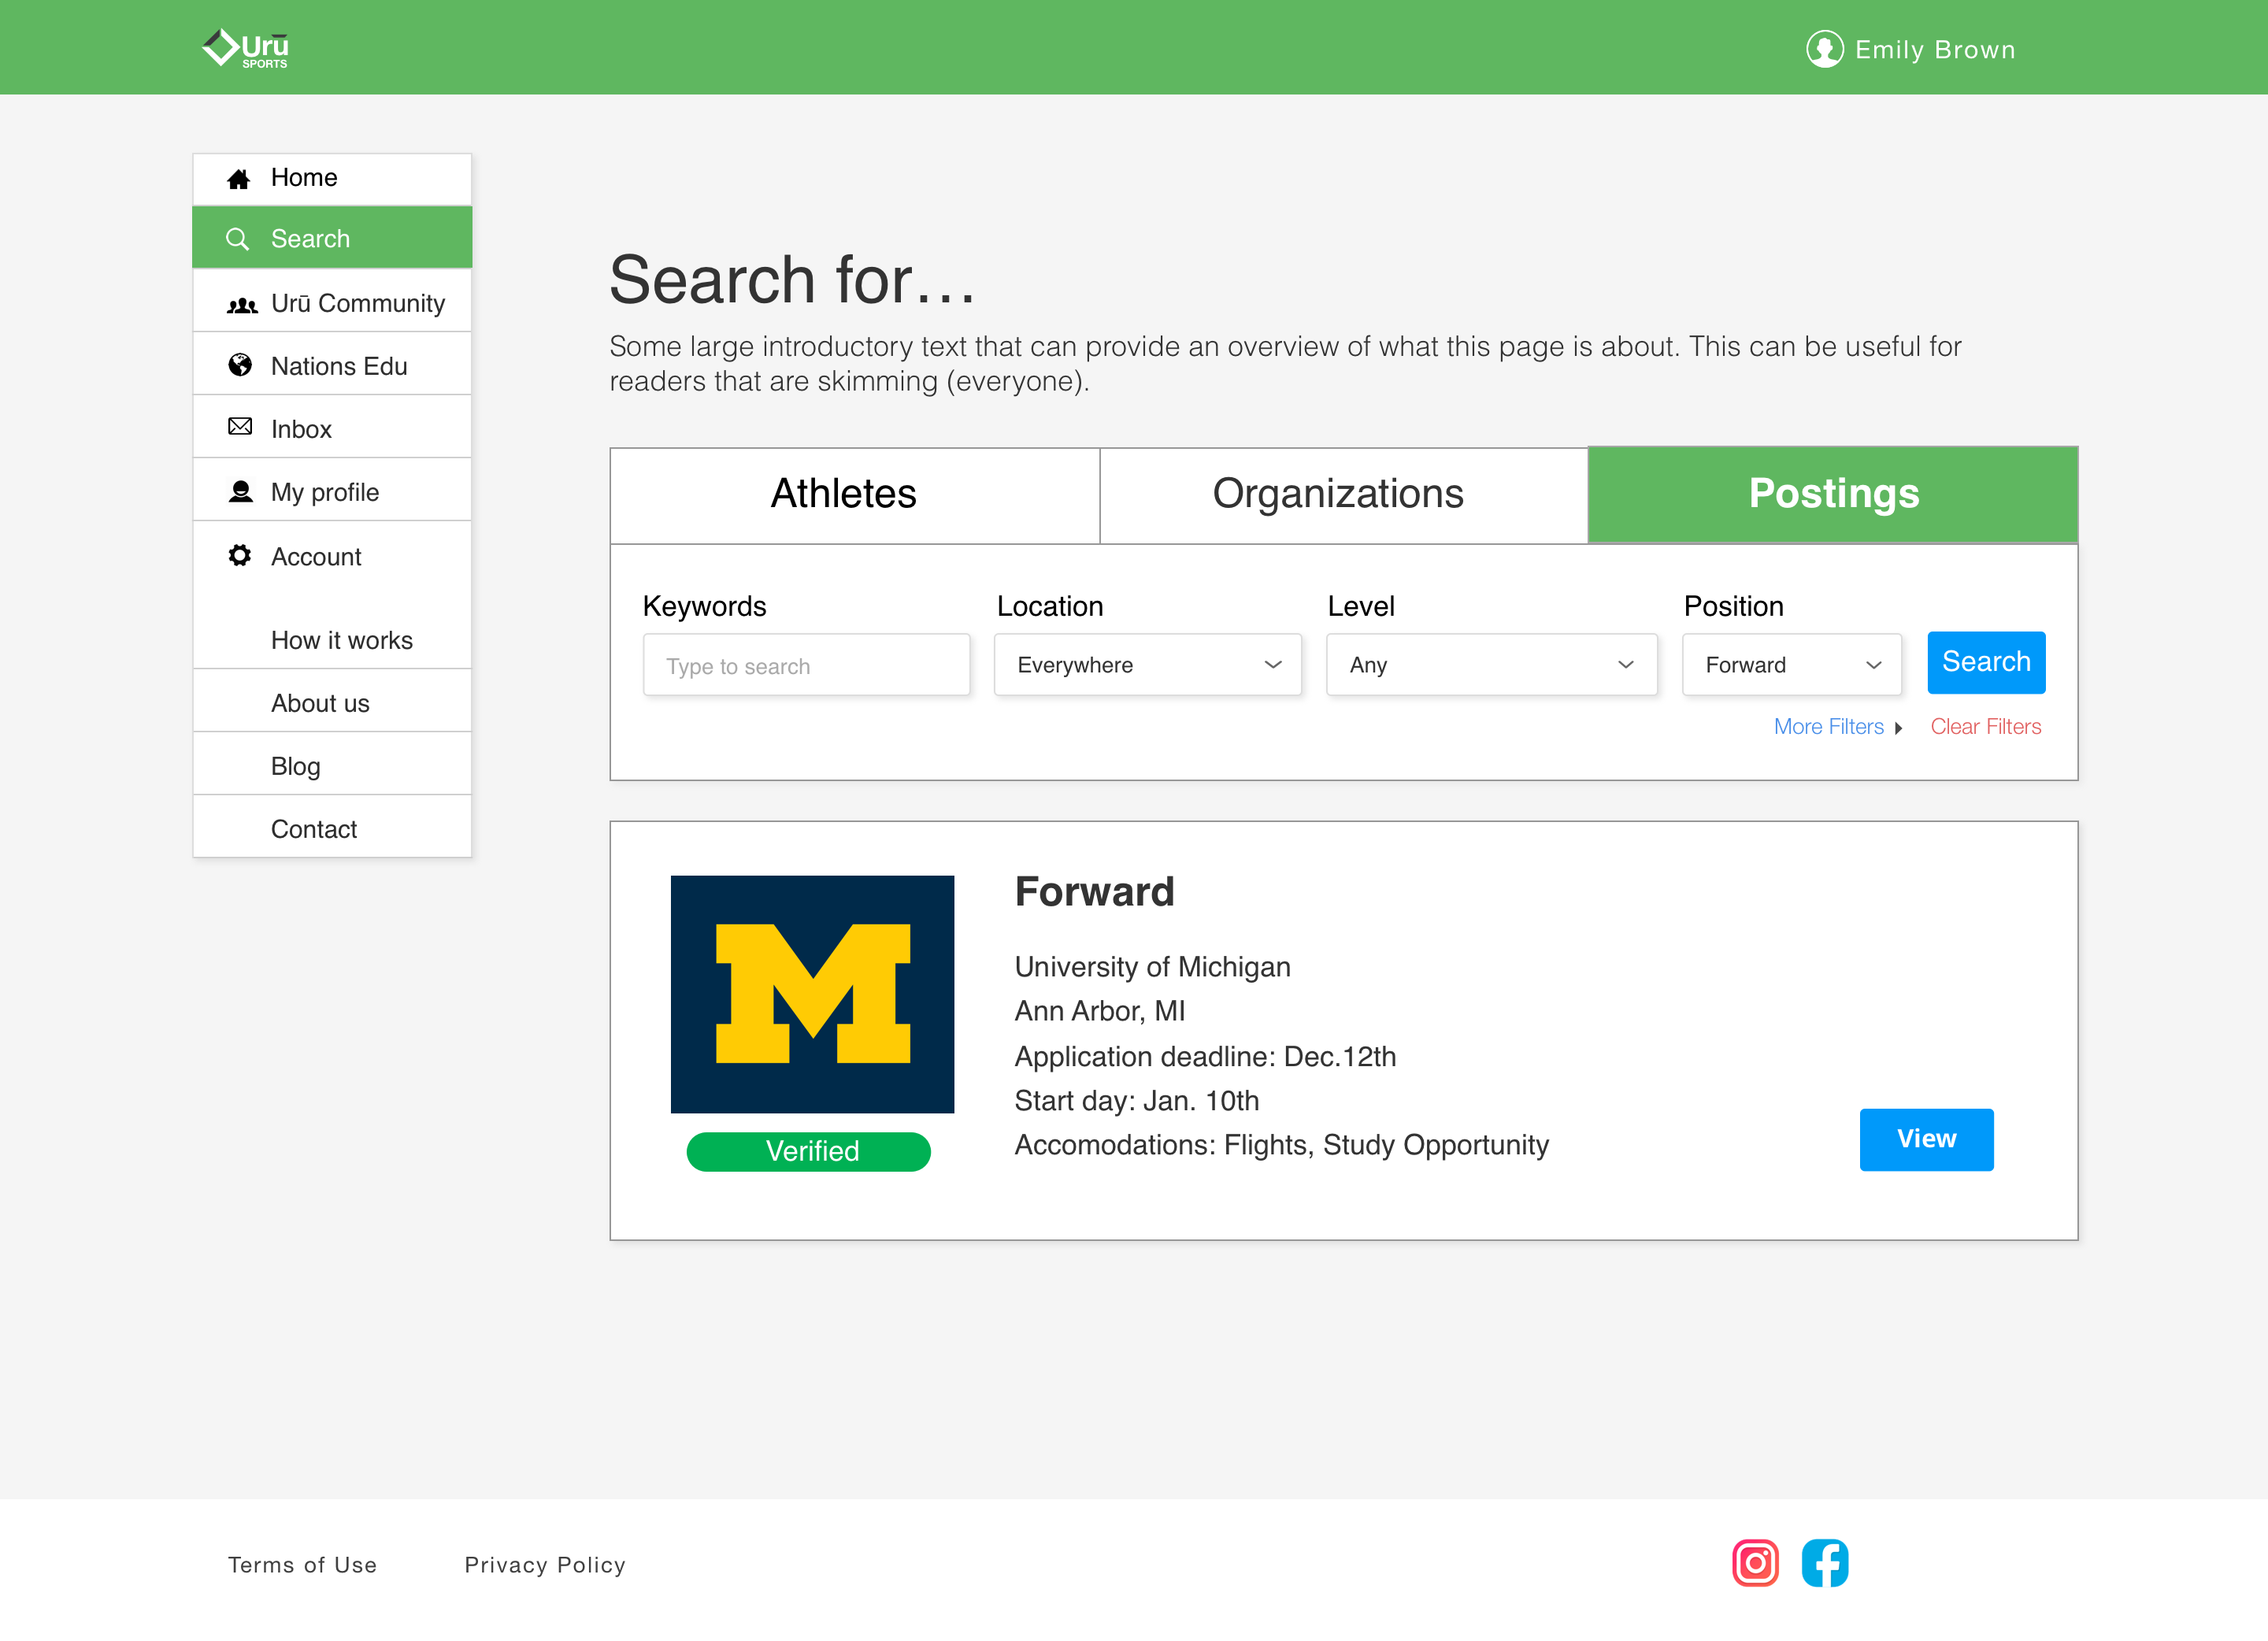 Urū
SPORTS
Emily Brown
Home
Search
Urū Community
Nations Edu
Inbox
My profile
Account
How it works
About us
Blog
Contact
Search for...
Some large introductory text that can provide an overview of what this page is about. This can be useful for
readers that are skimming (everyone).
Athletes
Organizations
Postings
Keywords
Location
Level
Position
Type to search
Everywhere
Any
Forward
Search
More Filters
Clear Filters
M
Verified
Forward
University of Michigan
Ann Arbor, MI
Application deadline: Dec.12th
Start day: Jan. 10th
Accomodations: Flights, Study Opportunity
View
Terms of Use
Privacy Policy